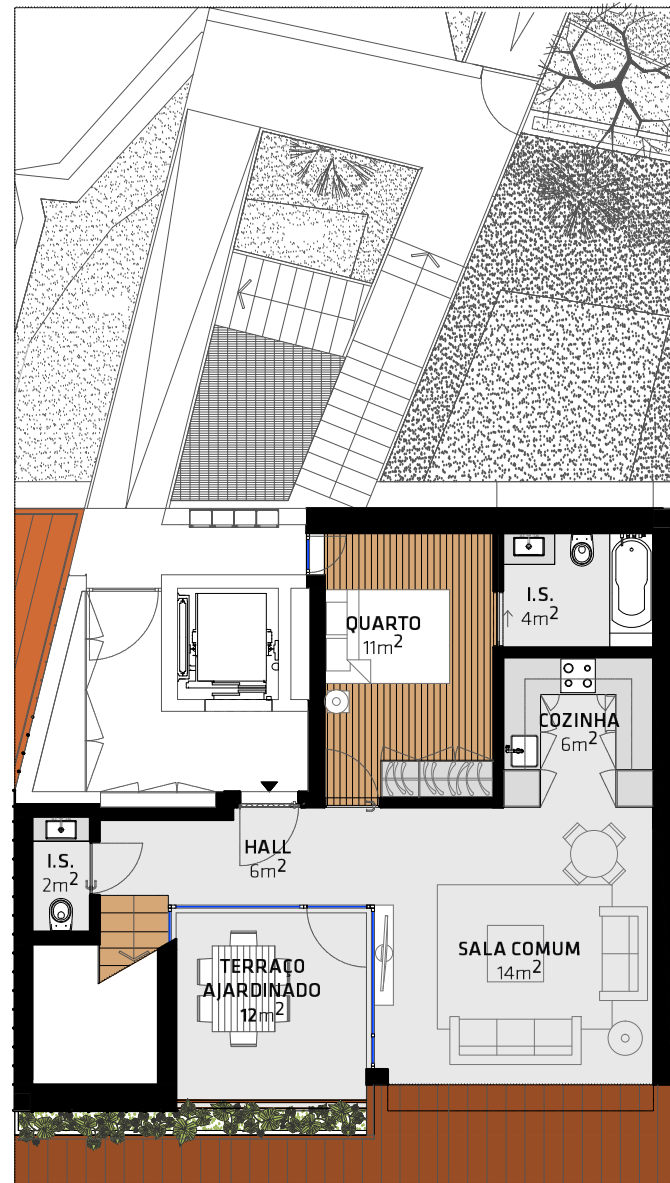 QUARTO
11m²
I.S.
4m²
COZINHA
6m²
HALL
6m²
I.S.
2m²
SALA COMUM
14m²
TERRAÇO
AJARDINADO
12m²